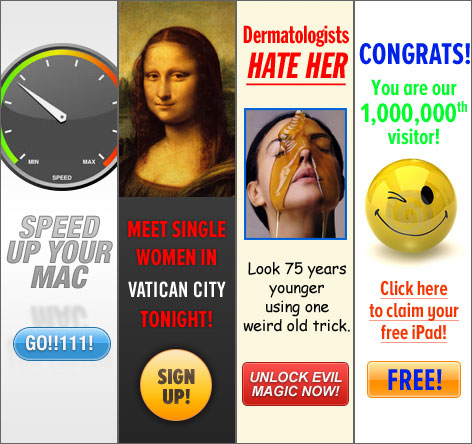 MIN MAX
SPEED
SPEED
UP YOUR
MAC
GO!!111!
MEET SINGLE
WOMEN IN
VATICAN CITY
TONIGHT!
SIGN
UP!
Dermatologists
HATE HER
Look 75 years
younger
using one
weird old trick.
UNLOCK EVIL
MAGIC NOW!
CONGRATS!
You are our
1,000,000th
visitor!
Click here
to claim your
free iPad!
FREE!